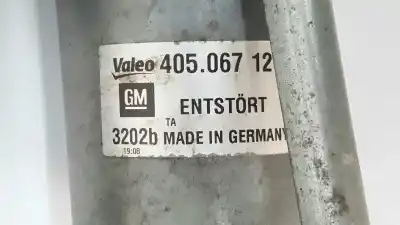 Valeo 405.067 12
GM ENTSTÖRT
TA
3202b MADE IN GERMANY
19:08